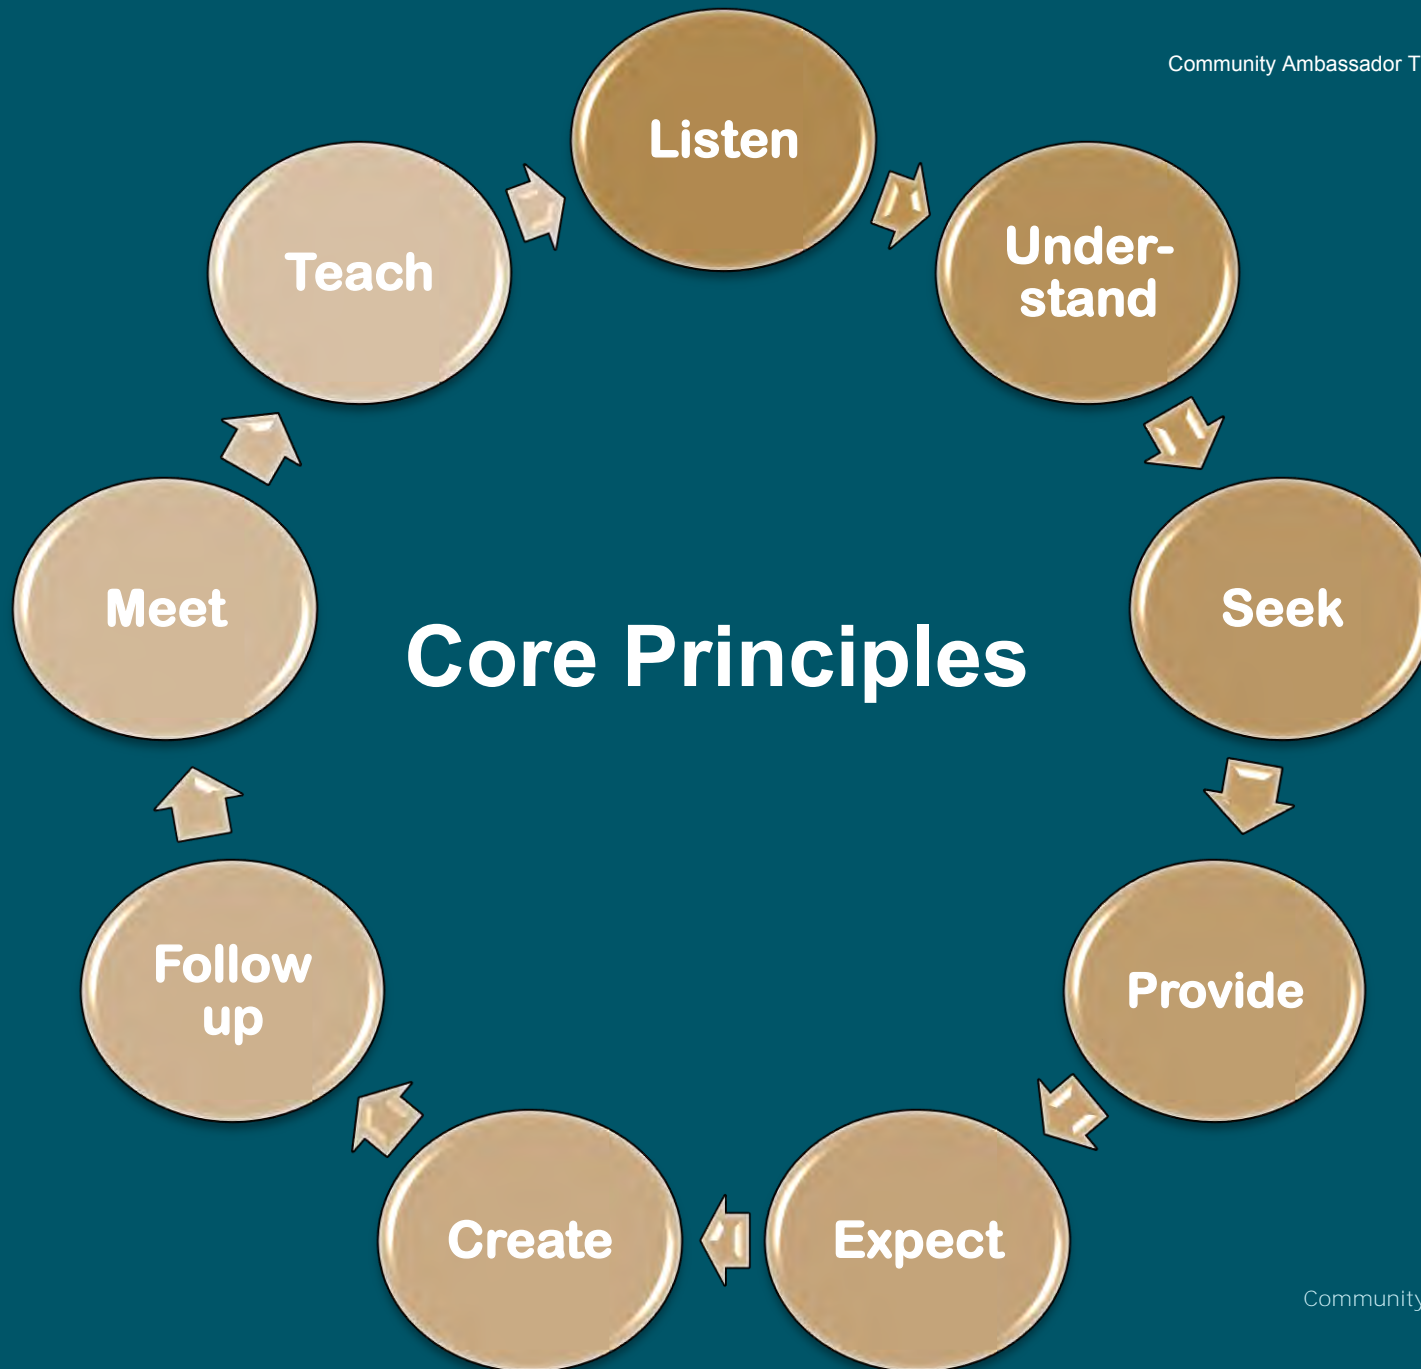 Community Ambassador T
Listen
Under-
stand
Seek
Provide
Expect
Create
Follow
up
Meet
Teach
Core Principles
Community